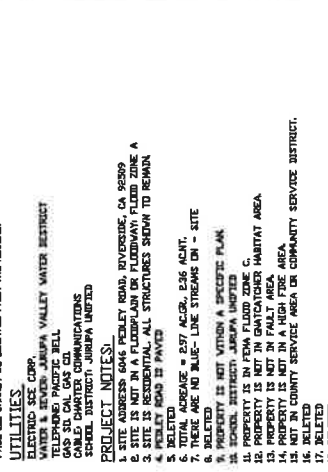 UTILITIES
ELECTRIC: SCE CORP.
WATER & SEWER: JURUPA VALLEY WATER DISTRICT
TELEPHONE: PACIFIC BELL
GAS: SO CAL GAS CO.
CABLE: CHARTER COMMUNICATIONS
SCHOOL DISTRICT: JURUPA UNIFIED
PROJECT NOTES:
1. SITE ADDRESS: 6046 PEDLEY ROAD, RIVERSIDE, CA 92509
2. SITE IS NOT IN A FLOODPLAIN OR FLOODWAY: FLOOD ZONE A
3. SITE IS RESIDENTIAL. ALL STRUCTURES SHOWN TO REMAIN.
4. PEDLEY ROAD IS PAVED
5. DELETED
6. TOTAL ACREAGE = 2.97 AC.GR., 2.36 AC.NT.
7. THERE ARE NO BLUE- LINE STREAMS ON - SITE
8. DELETED
9. PROPERTY IS NOT WITHIN A SPECIFIC PLAN.
10. SCHOOL DISTRICT: JURUPA UNIFIED
11. PROPERTY IS IN FEMA FLOOD ZONE C.
12. PROPERTY IS NOT IN GNATCATCHER HABITAT AREA.
13. PROPERTY IS NOT IN FAULT AREA.
14. PROPERTY IS NOT IN A HIGH FIRE AREA.
15. NOT IN COUNTY SERVICE AREA OR COMMUNITY SERVICE DISTRICT.
16. DELETED
17. DELETED